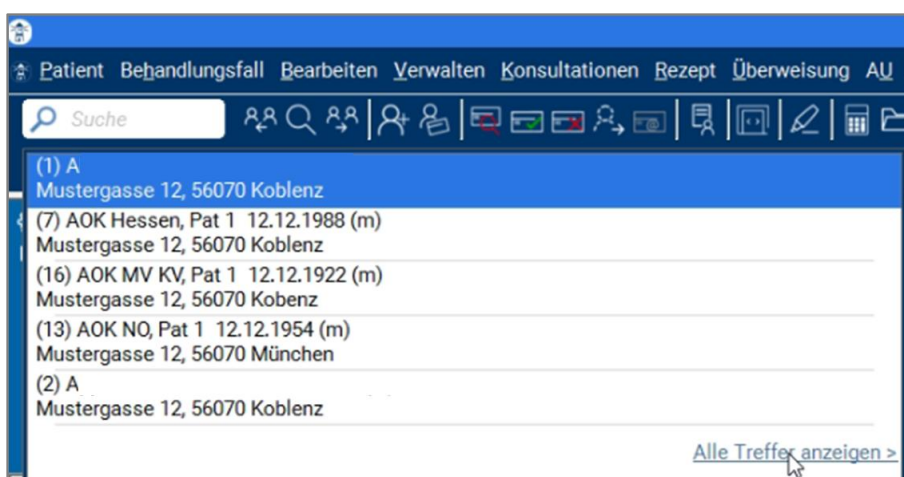 Patient Behandlungsfall Bearbeiten Verwalten Konsultationen Rezept Überweisung AU
Suche
(1) A
Mustergasse 12, 56070 Koblenz
(7) AOK Hessen, Pat 1 12.12.1988 (m)
Mustergasse 12, 56070 Koblenz
(16) AOK MV KV, Pat 1 12.12.1922 (m)
Mustergasse 12, 56070 Kobenz
(13) AOK NO, Pat 1 12.12.1954 (m)
Mustergasse 12, 56070 München
(2) A
Mustergasse 12, 56070 Koblenz
Alle Treffer anzeigen >